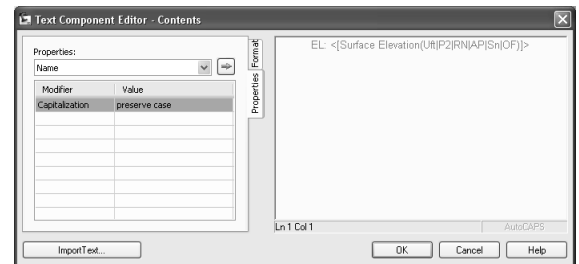 Text Component Editor - Contents
Properties:
Name
Modifier Value
Capitalization preserve case
Format
Properties
EL: <[Surface Elevation(Uft|P2|RN|AP|Sn|OF)]>
Ln 1 Col 1
AutoCAPS
ImportText...
OK Cancel Help